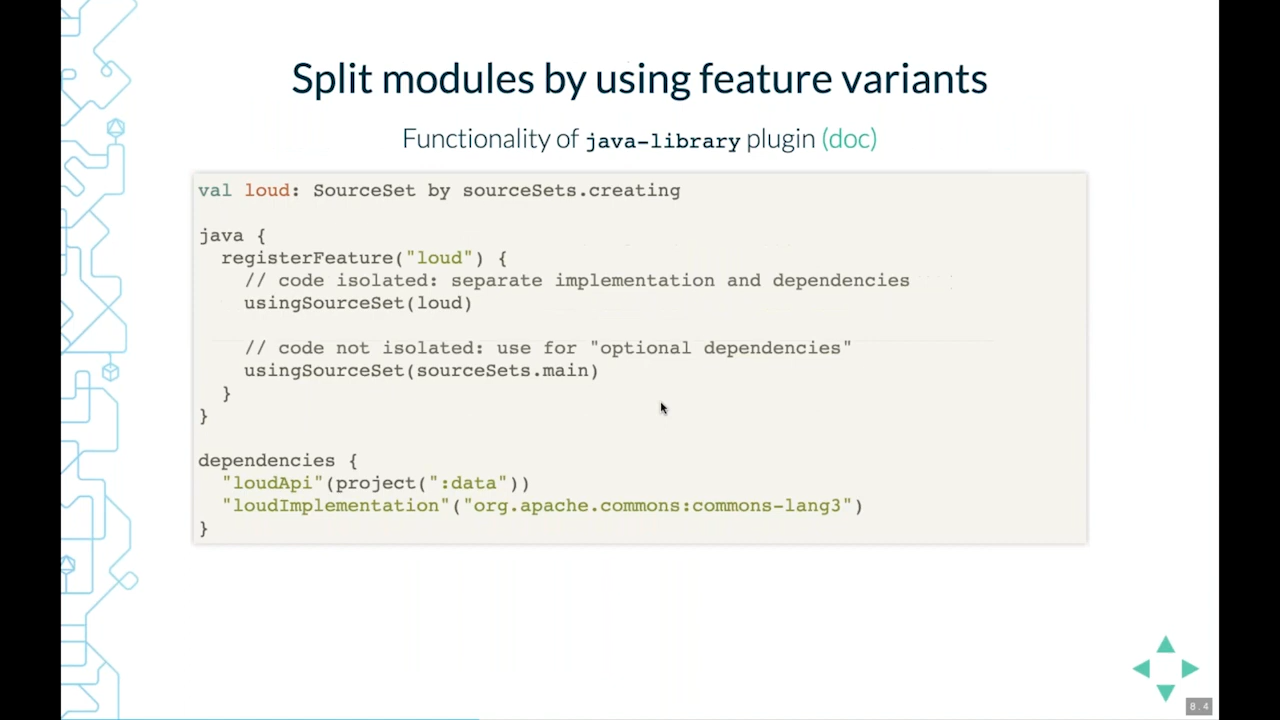 Split modules by using feature variants
Functionality of java-library plugin (doc)
val loud: SourceSet by sourceSets.creating
java {
  registerFeature("loud") {
    // code isolated: separate implementation and dependencies
    usingSourceSet(loud)
    // code not isolated: use for "optional dependencies"
    usingSourceSet(sourceSets.main)
  }
}
dependencies {
  "loudApi"(project(":data"))
  "loudImplementation"("org.apache.commons:commons-lang3")
}
8.4